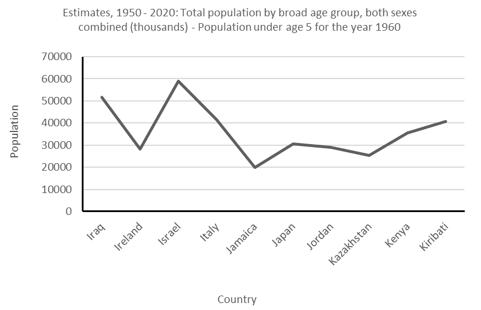 Estimates, 1950 - 2020: Total population by broad age group, both sexes
combined (thousands) - Population under age 5 for the year 1960
70000
60000
50000
40000
30000
20000
10000
0
Population
Iraq
Ireland
Israel
Italy
Jamaica
Japan
Jordan
Kazakhstan
Kenya
Kiribati
Country